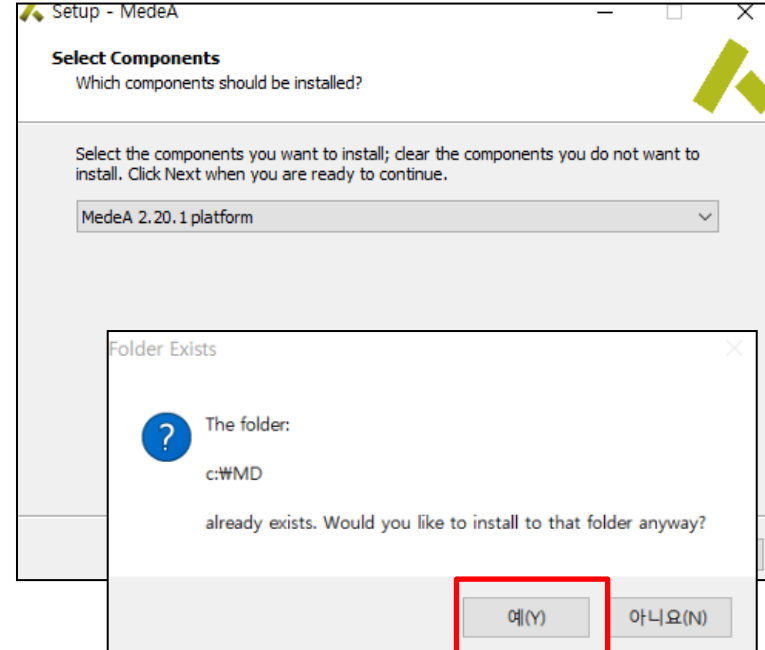 Setup - MedeA
Select Components
Which components should be installed?
Select the components you want to install; clear the components you do not want to
install. Click Next when you are ready to continue.
MedeA 2.20.1 platform
Folder Exists
The folder:
c:₩MD
already exists. Would you like to install to that folder anyway?
예(Y)
아니요(N)